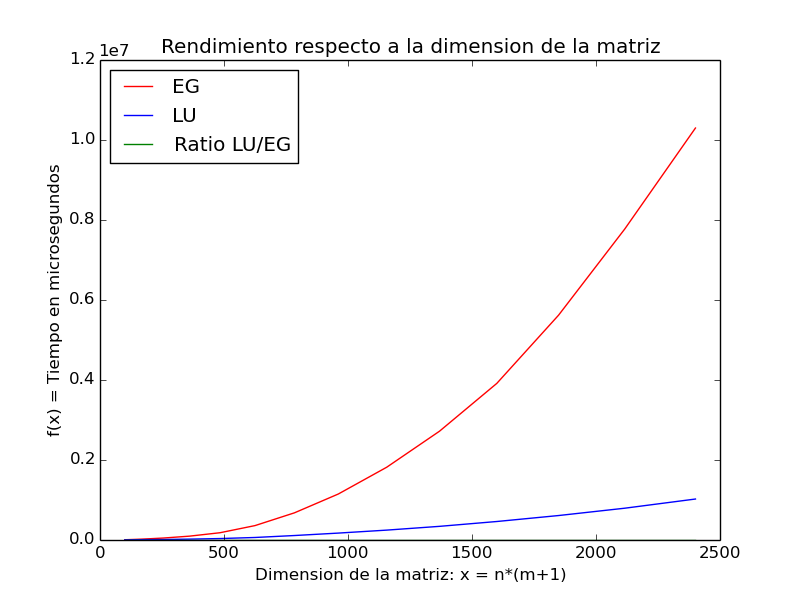 Rendimiento respecto a la dimension de la matriz
1e7
EG
LU
Ratio LU/EG
1.2
1.0
0.8
0.6
0.4
0.2
0.0
f(x) = Tiempo en microsegundos
0 500 1000 1500 2000 2500
Dimension de la matriz: x = n*(m+1)